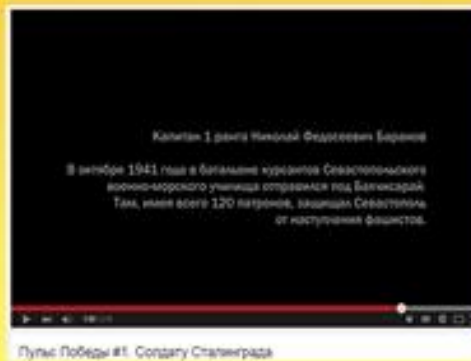 Капитан 1 ранга Николай Федосеевич Баранов
В октябре 1941 года в батальоне курсантов Севастопольского
военно-морского училища отправился под Бахчисарай.
Там, имея всего 120 патронов, защищал Севастополь
от наступления фашистов.
Пульс Победы #1. Солдату Сталинграда